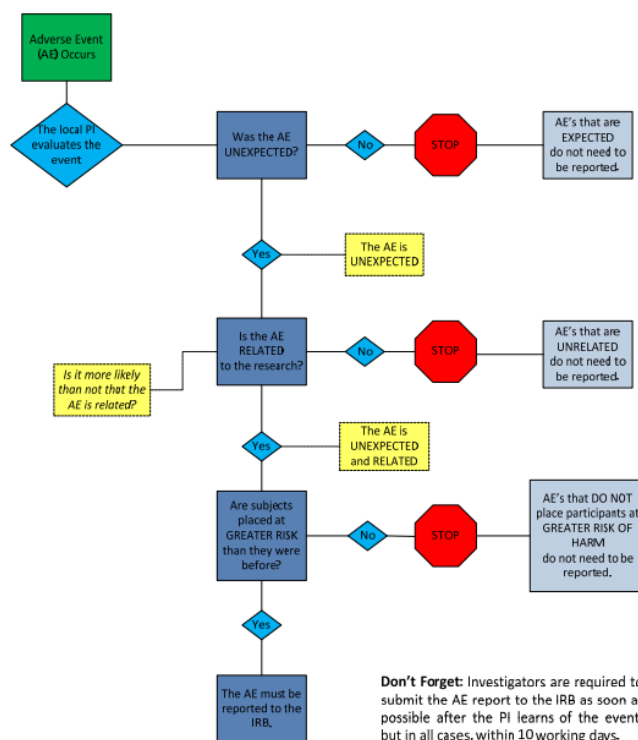 Adverse Event
(AE) Occurs
The local PI
evaluates the
event
Was the AE
UNEXPECTED?
No
STOP
AE's that are
EXPECTED
do not need to
be reported.
Yes
The AE is
UNEXPECTED
Is the AE
RELATED
to the research?
No
STOP
AE's that are
UNRELATED
do not need to
be reported.
Is it more likely
than not that the
AE is related?
Yes
The AE is
UNEXPECTED
and RELATED
Are subjects
placed at
GREATER RISK
than they were
before?
No
STOP
AE's that DO NOT
place participants at
GREATER RISK OF
HARM
do not need to be
reported.
Yes
The AE must be
reported to the
IRB.
Don't Forget: Investigators are required to
submit the AE report to the IRB as soon a
possible after the PI learns of the event
but in all cases, within 10 working days.